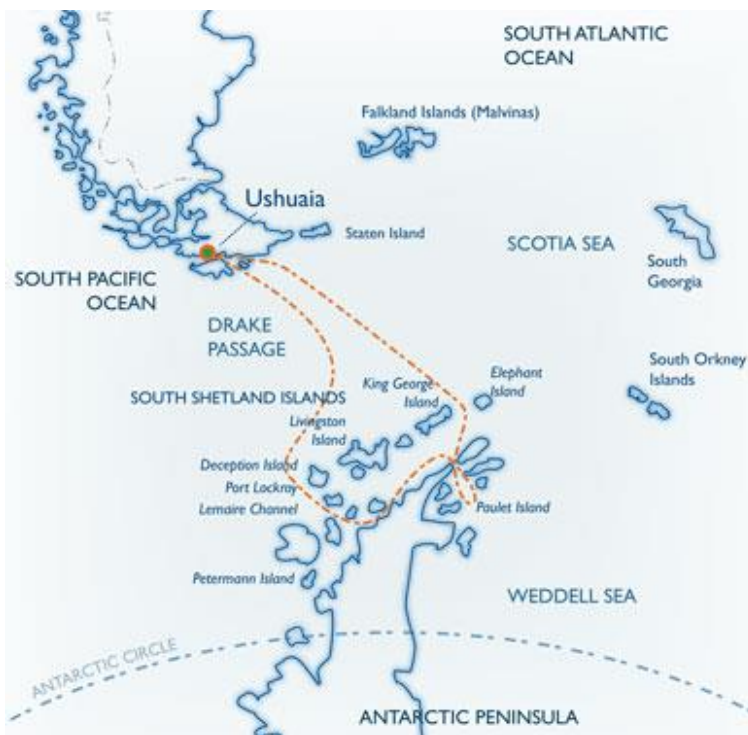 SOUTH ATLANTIC
OCEAN
Falkland Islands (Malvinas)
Ushuaia
Staten Island
SCOTIA SEA
South
Georgia
SOUTH PACIFIC
OCEAN
DRAKE
PASSAGE
South Orkney
Islands
SOUTH SHETLAND ISLANDS
King George
Island
Elephant
Island
Livingston
Island
Deception Island
Port Lockroy
Lemaire Channel
Paulet Island
Petermann Island
WEDDELL SEA
ANTARCTIC CIRCLE
ANTARCTIC PENINSULA